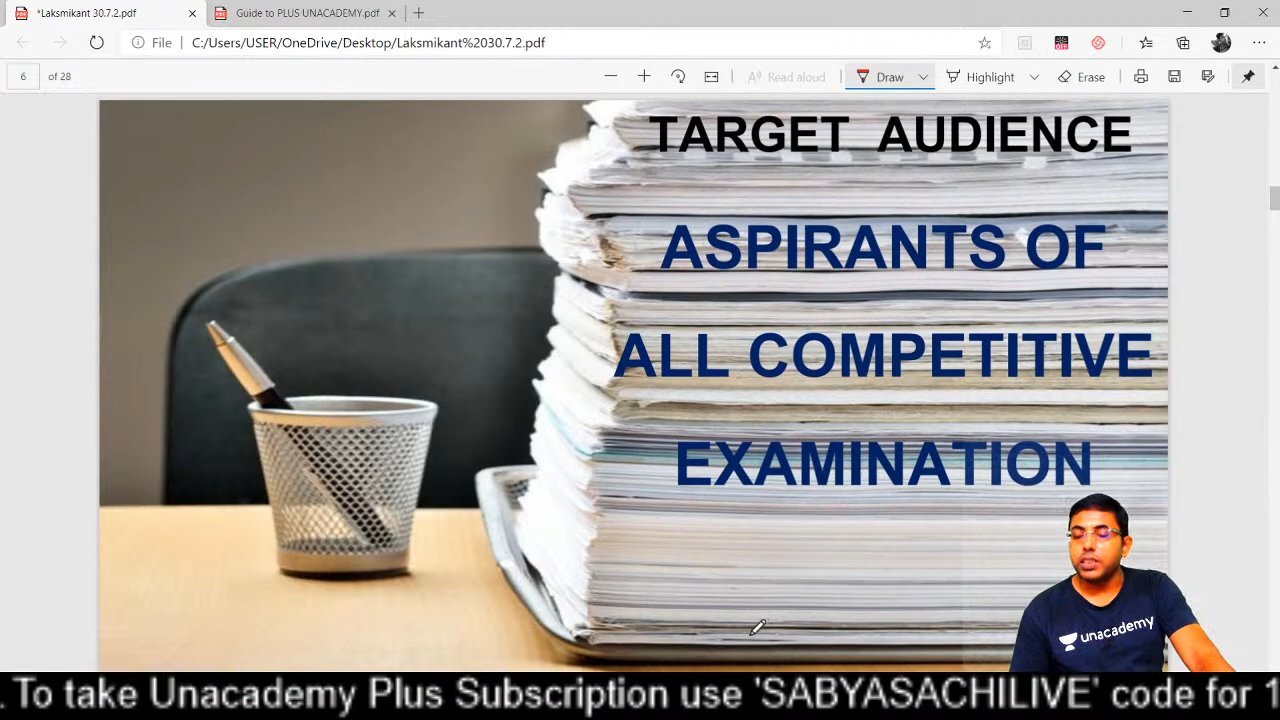 *Laksmikant 30.7.2.pdf
Guide to PLUS UNACADEMY.pdf
File
C:/Users/USER/OneDrive/Desktop/Laksmikant%2030.7.2.pdf
OFF
6 of 28
Read aloud
Draw
Highlight
Erase
TARGET AUDIENCE
ASPIRANTS OF
ALL COMPETITIVE
EXAMINATION
unacademy
. To take Unacademy Plus Subscription use 'SABYASACHILIVE' code for 1